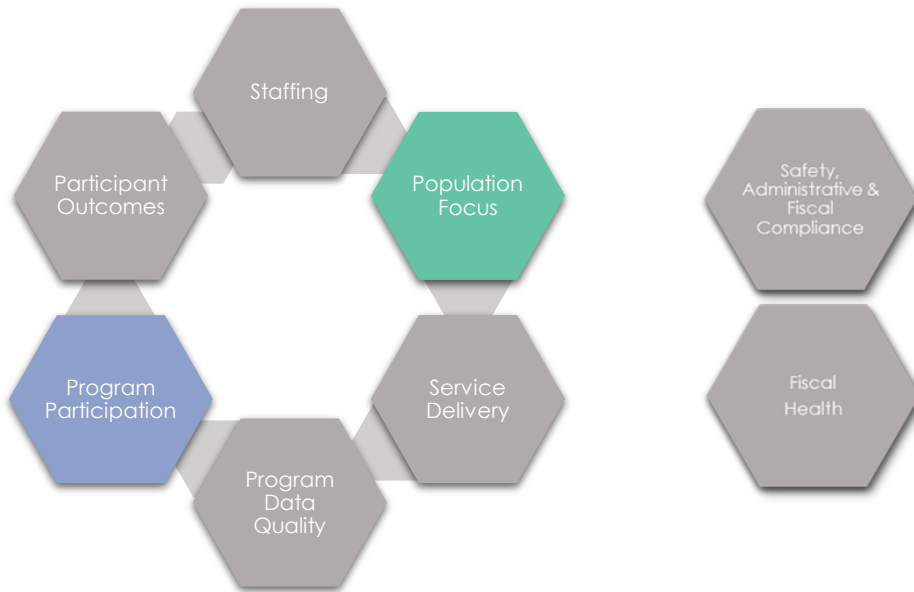 Staffing
Population
Focus
Service
Delivery
Program
Data
Quality
Program
Participation
Participant
Outcomes
Safety,
Administrative &
Fiscal
Compliance
Fiscal
Health